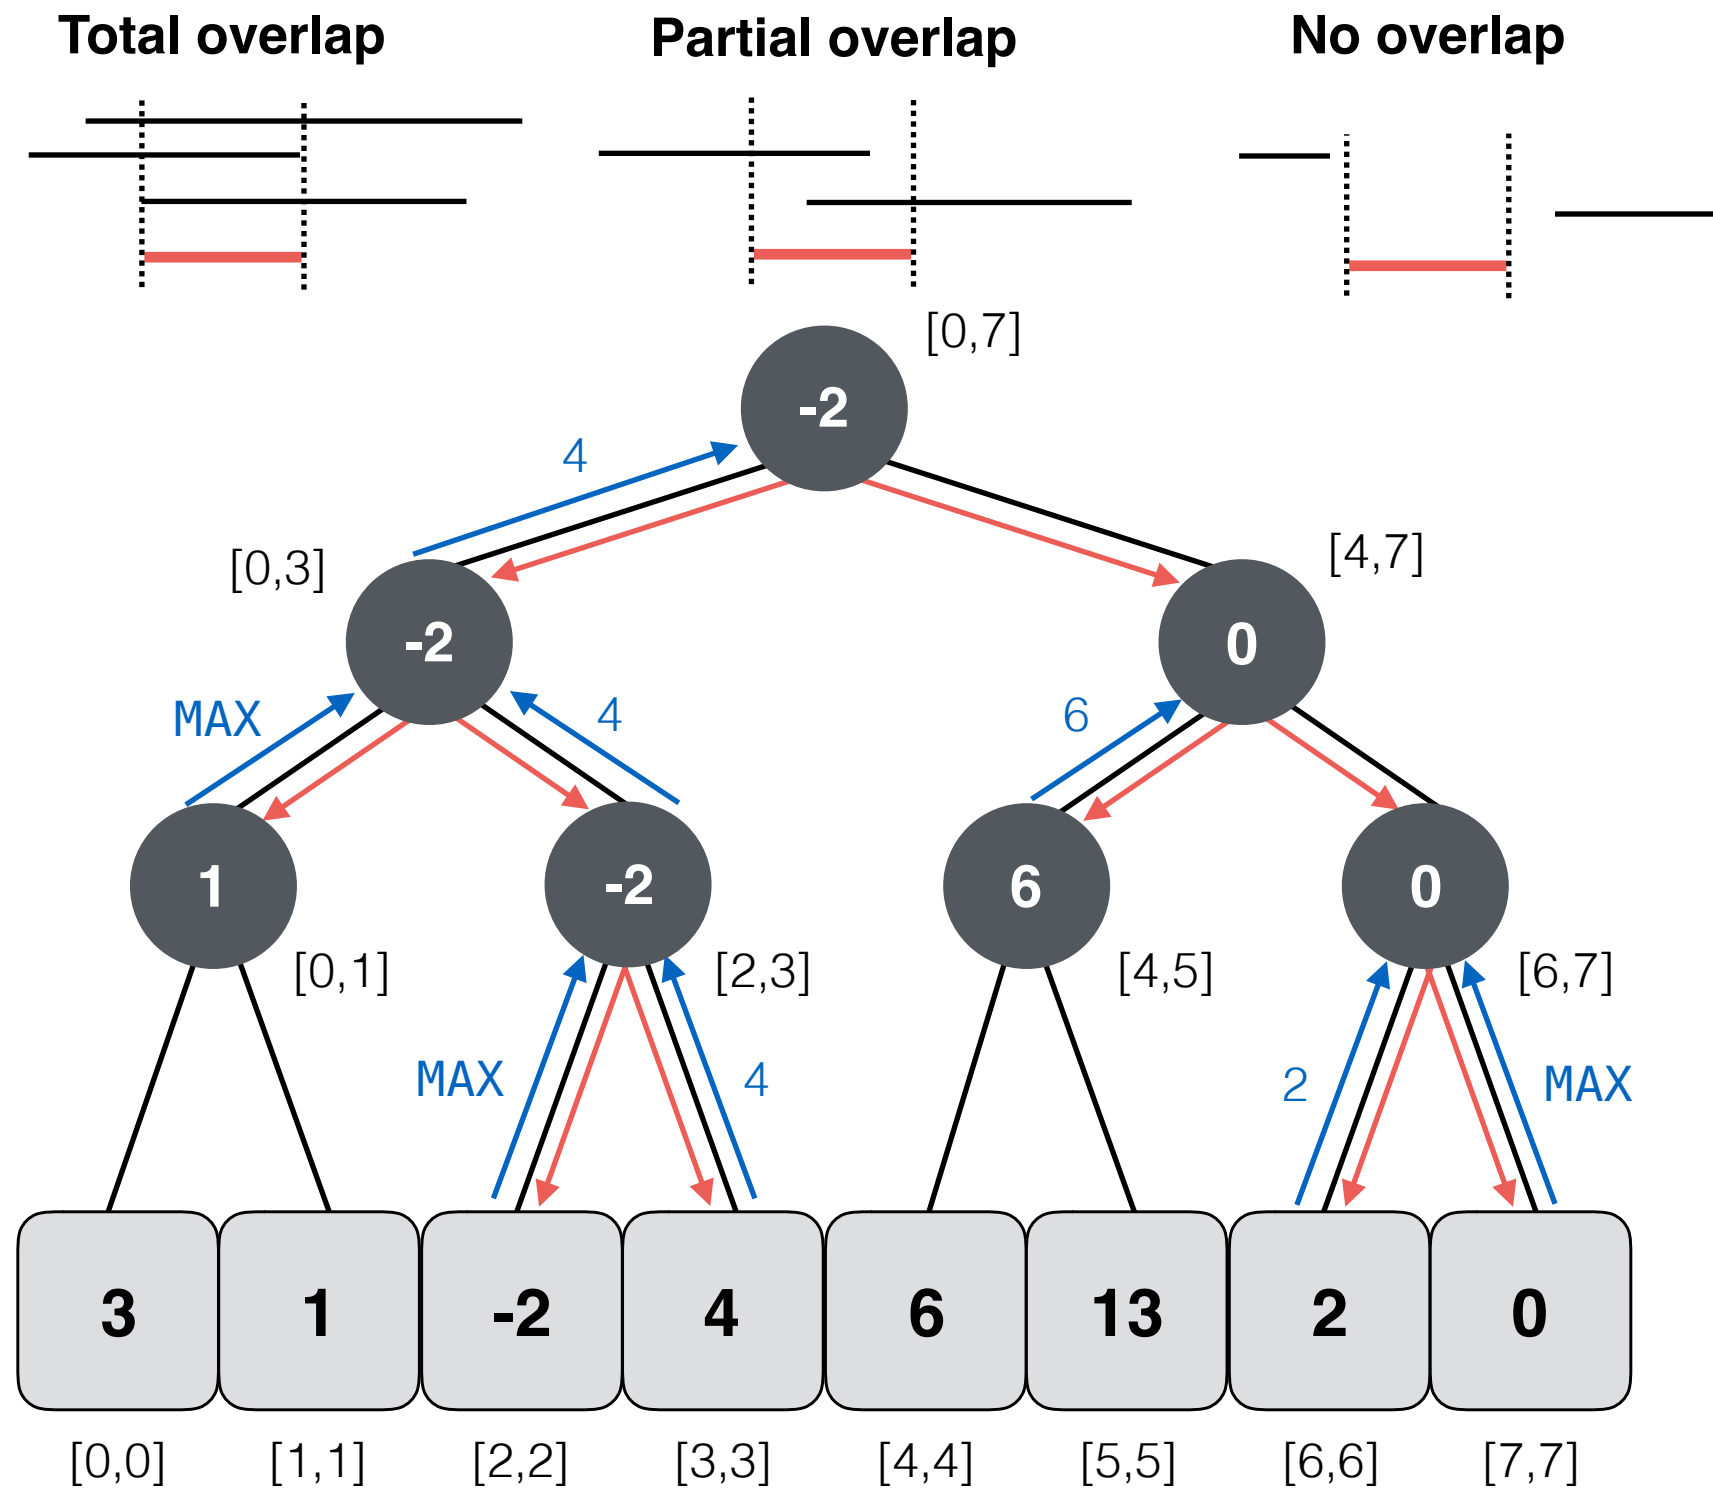 Total overlap Partial overlap No overlap
[0,7]
-2
4
[0,3] [4,7]
-2 0
MAX 4 6
1 -2 6 0
[0,1] [2,3] [4,5] [6,7]
MAX 4 2 MAX
3 1 -2 4 6 13 2 0
[0,0] [1,1] [2,2] [3,3] [4,4] [5,5] [6,6] [7,7]